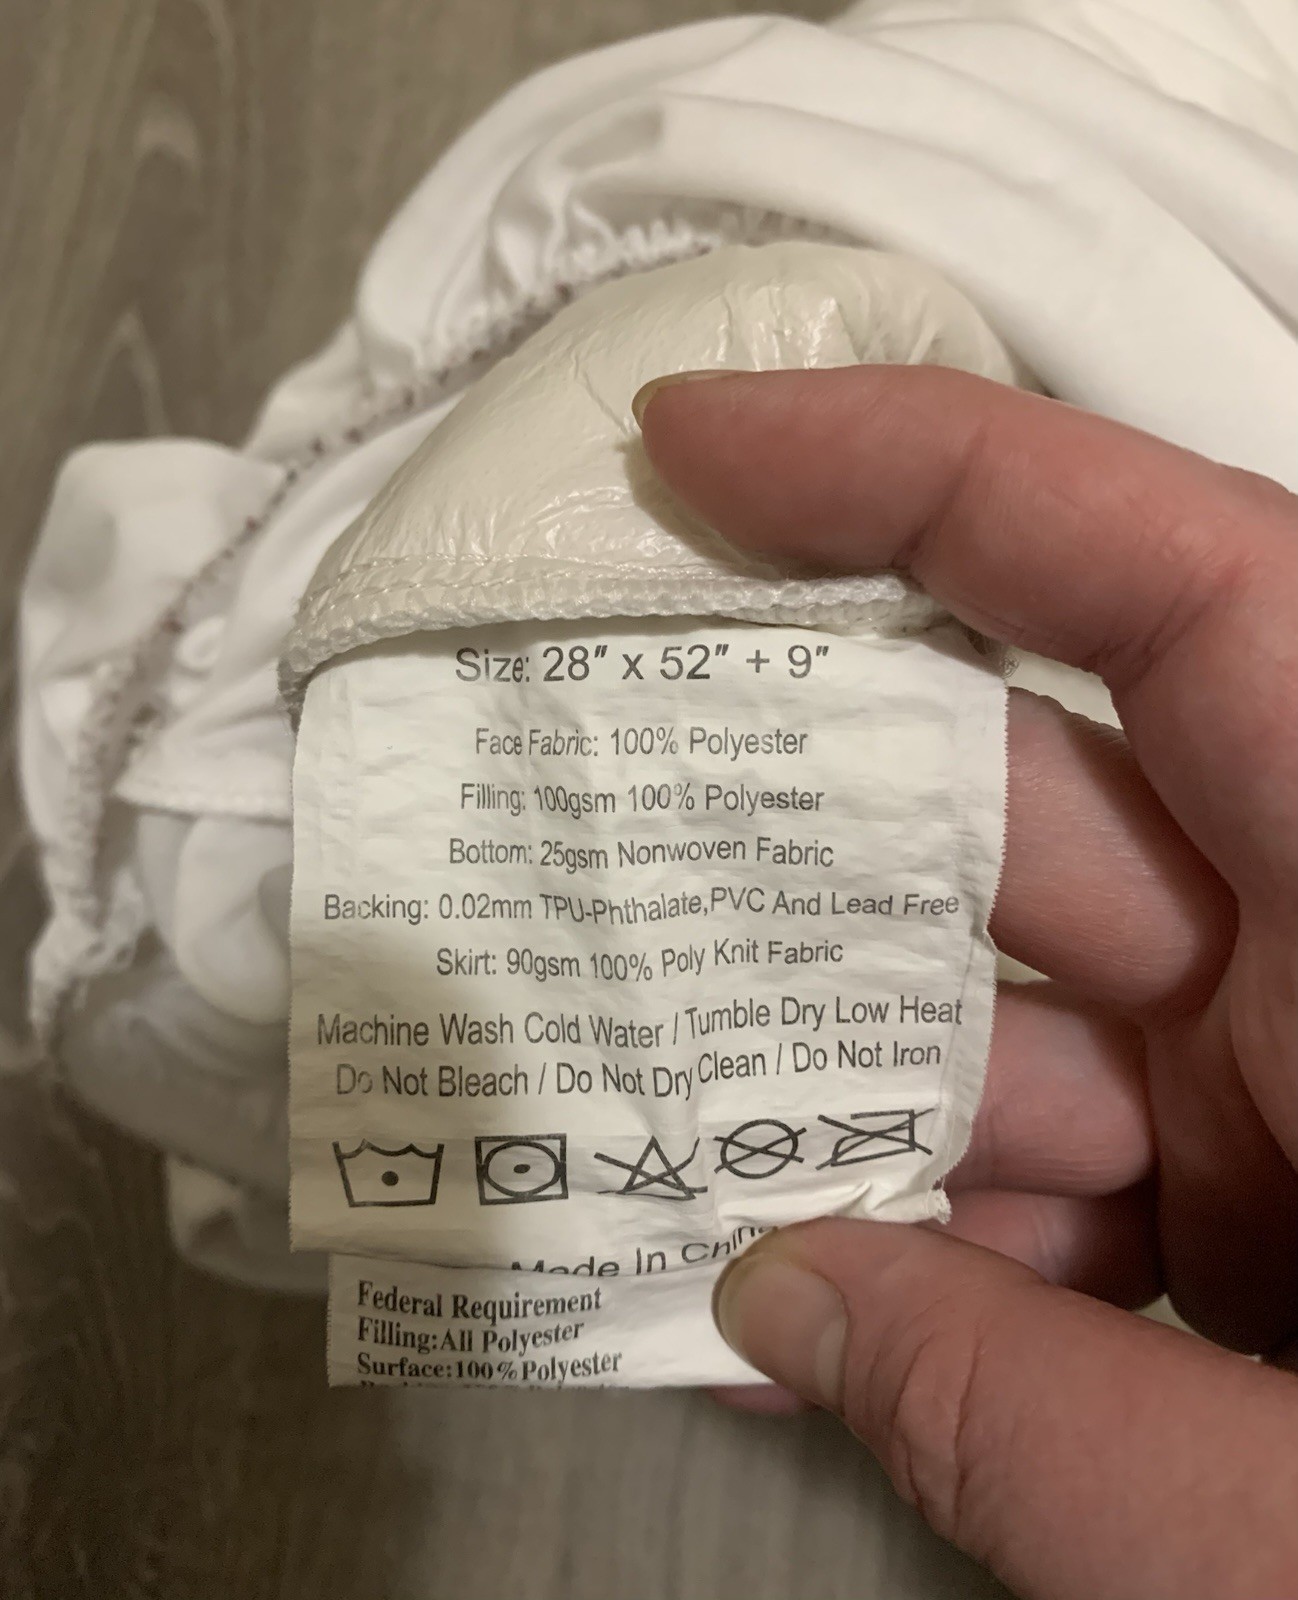 Size: 28" x 52" + 9"
Face Fabric: 100% Polyester
Filling: 100gsm 100% Polyester
Bottom: 25gsm Nonwoven Fabric
Backing: 0.02mm TPU-Phthalate,PVC And Lead Free
Skirt: 90gsm 100% Poly Knit Fabric
Machine Wash Cold Water / Tumble Dry Low Heat
Do Not Bleach / Do Not Dry Clean / Do Not Iron
Made In China
Federal Requirement
Filling:All Polyester
Surface:100%Polyester